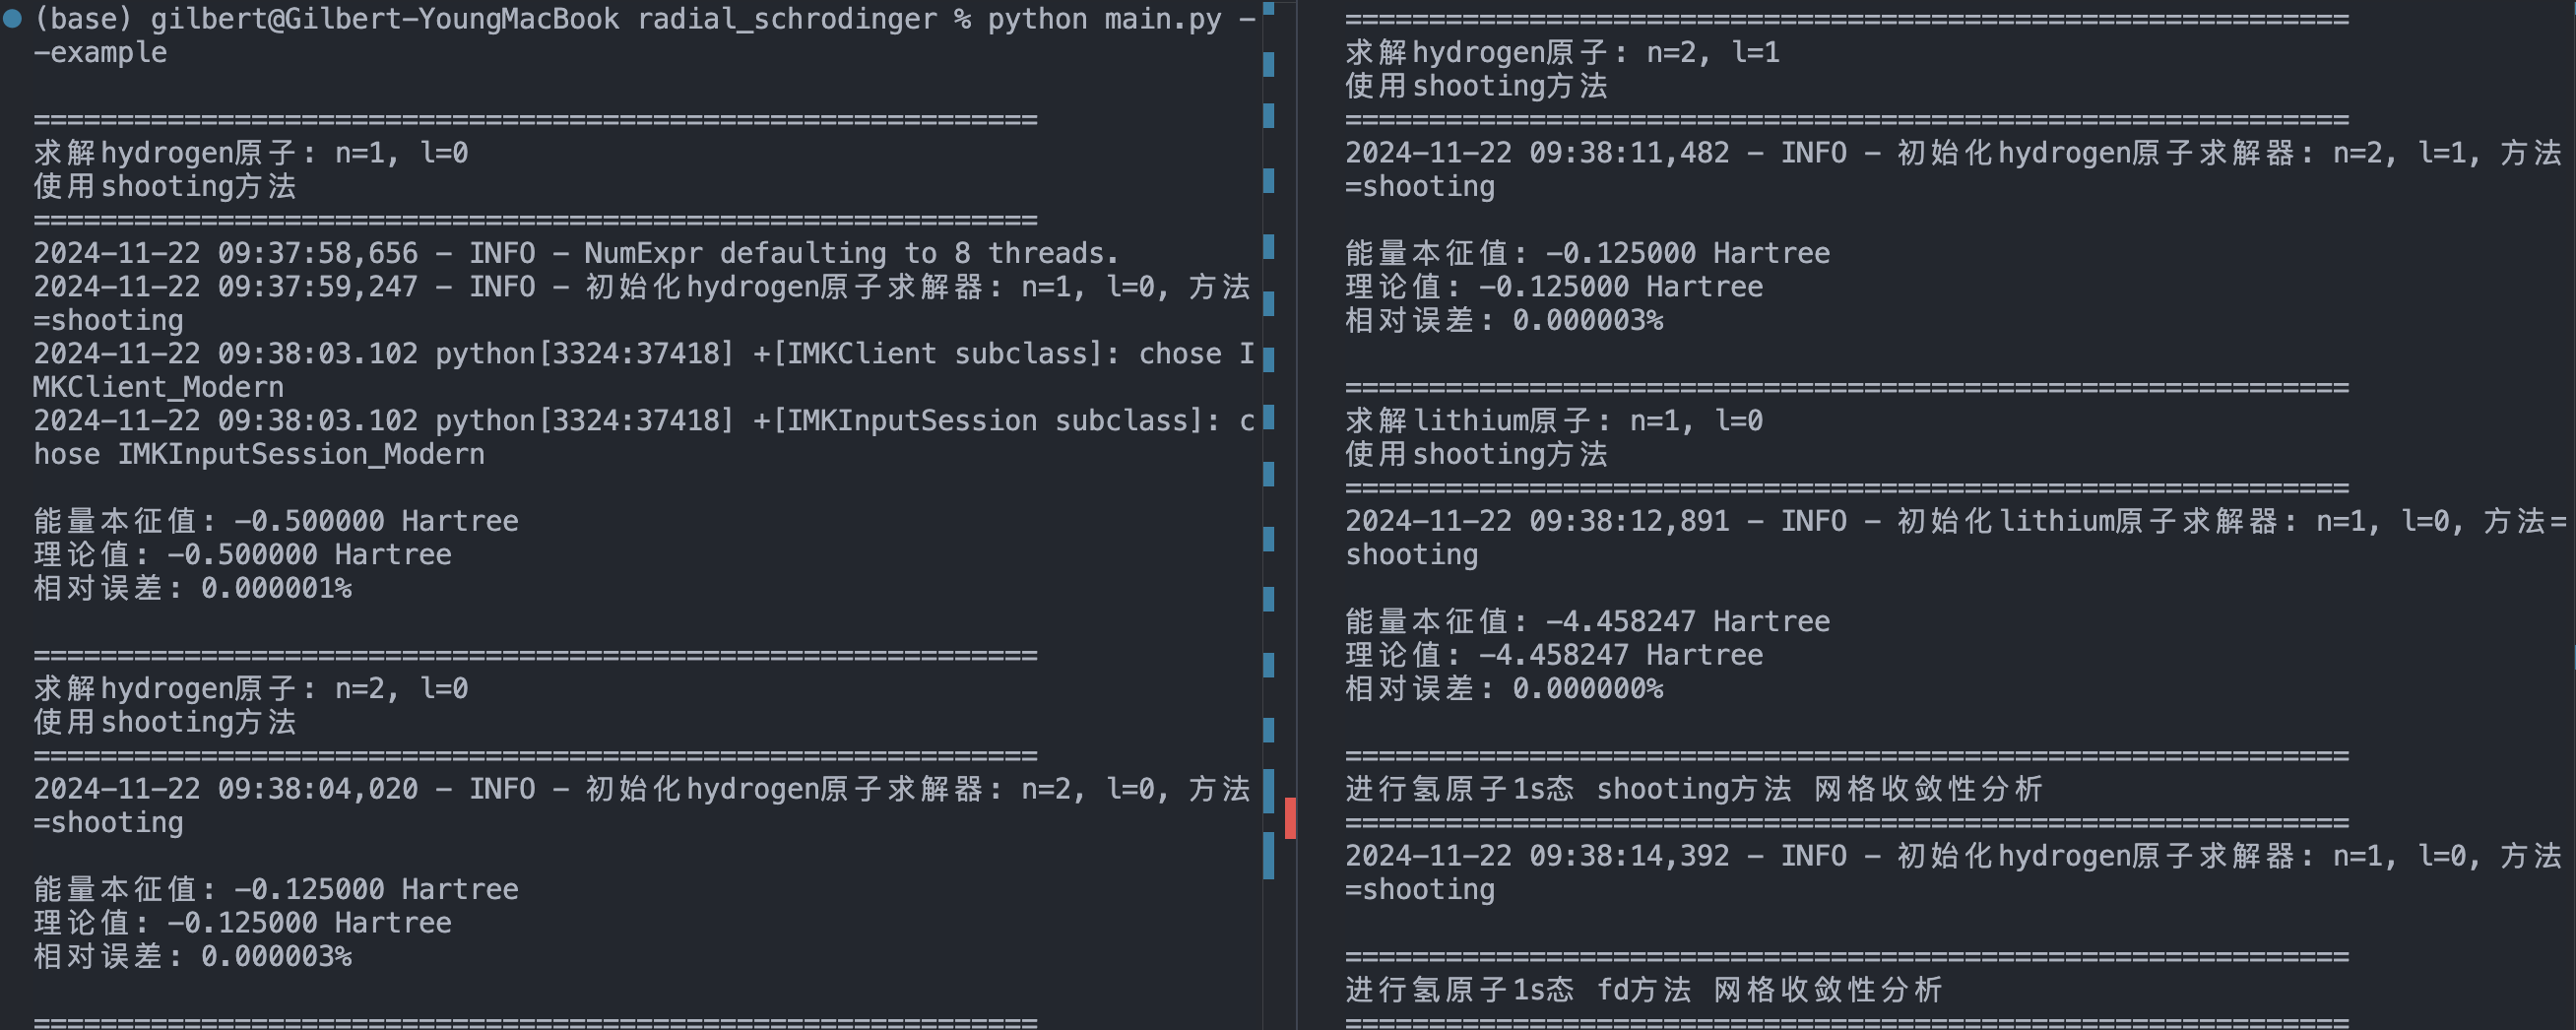 (base) gilbert@Gilbert-YoungMacBook radial_schrodinger % python main.py -
-example
============================================================
求解hydrogen原子: n=1, l=0
使用shooting方法
============================================================
2024-11-22 09:37:58,656 - INFO - NumExpr defaulting to 8 threads.
2024-11-22 09:37:59,247 - INFO - 初始化hydrogen原子求解器: n=1, l=0, 方法
=shooting
2024-11-22 09:38:03.102 python[3324:37418] +[IMKClient subclass]: chose I
MKClient_Modern
2024-11-22 09:38:03.102 python[3324:37418] +[IMKInputSession subclass]: c
hose IMKInputSession_Modern
能量本征值: -0.500000 Hartree
理论值: -0.500000 Hartree
相对误差: 0.000001%
============================================================
求解hydrogen原子: n=2, l=0
使用shooting方法
============================================================
2024-11-22 09:38:04,020 - INFO - 初始化hydrogen原子求解器: n=2, l=0, 方法
=shooting
能量本征值: -0.125000 Hartree
理论值: -0.125000 Hartree
相对误差: 0.000003%
============================================================
============================================================
求解hydrogen原子: n=2, l=1
使用shooting方法
============================================================
2024-11-22 09:38:11,482 - INFO - 初始化hydrogen原子求解器: n=2, l=1, 方法
=shooting
能量本征值: -0.125000 Hartree
理论值: -0.125000 Hartree
相对误差: 0.000003%
============================================================
求解lithium原子: n=1, l=0
使用shooting方法
============================================================
2024-11-22 09:38:12,891 - INFO - 初始化lithium原子求解器: n=1, l=0, 方法=
shooting
能量本征值: -4.458247 Hartree
理论值: -4.458247 Hartree
相对误差: 0.000000%
============================================================
进行氢原子1s态 shooting方法 网格收敛性分析
============================================================
2024-11-22 09:38:14,392 - INFO - 初始化hydrogen原子求解器: n=1, l=0, 方法
=shooting
============================================================
进行氢原子1s态 fd方法 网格收敛性分析
============================================================